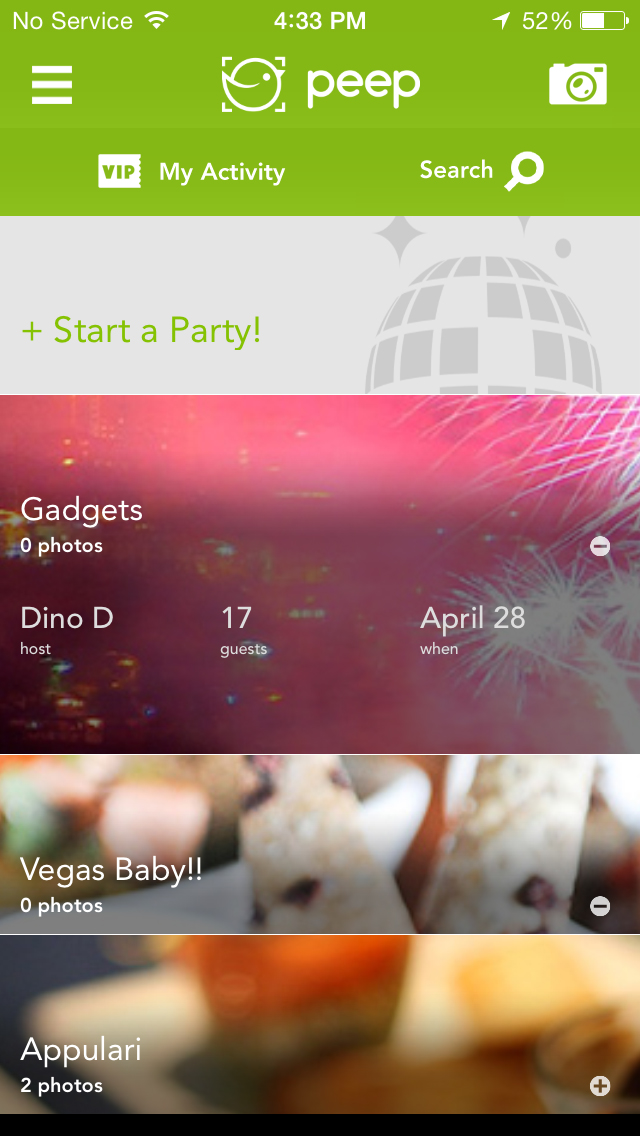 No Service 4:33 PM 52%
peep
VIP My Activity Search
+ Start a Party!
Gadgets
0 photos
Dino D 17 April 28
host guests when
Vegas Baby!!
0 photos
Appulari
2 photos